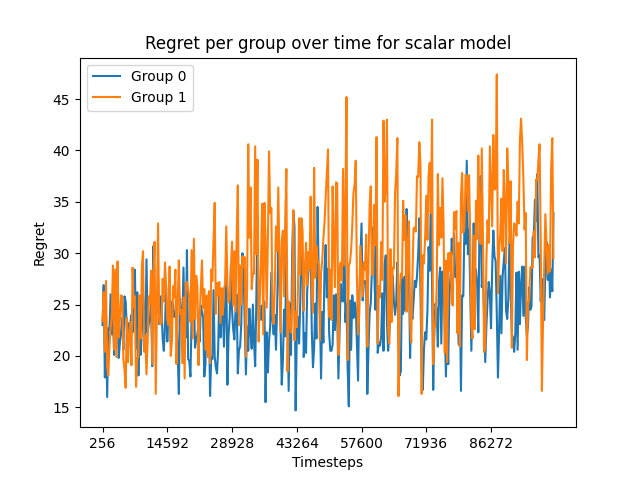 Regret per group over time for scalar model
Group 0
Group 1
45
40
35
30
25
20
15
Regret
256 14592 28928 43264 57600 71936 86272
Timesteps